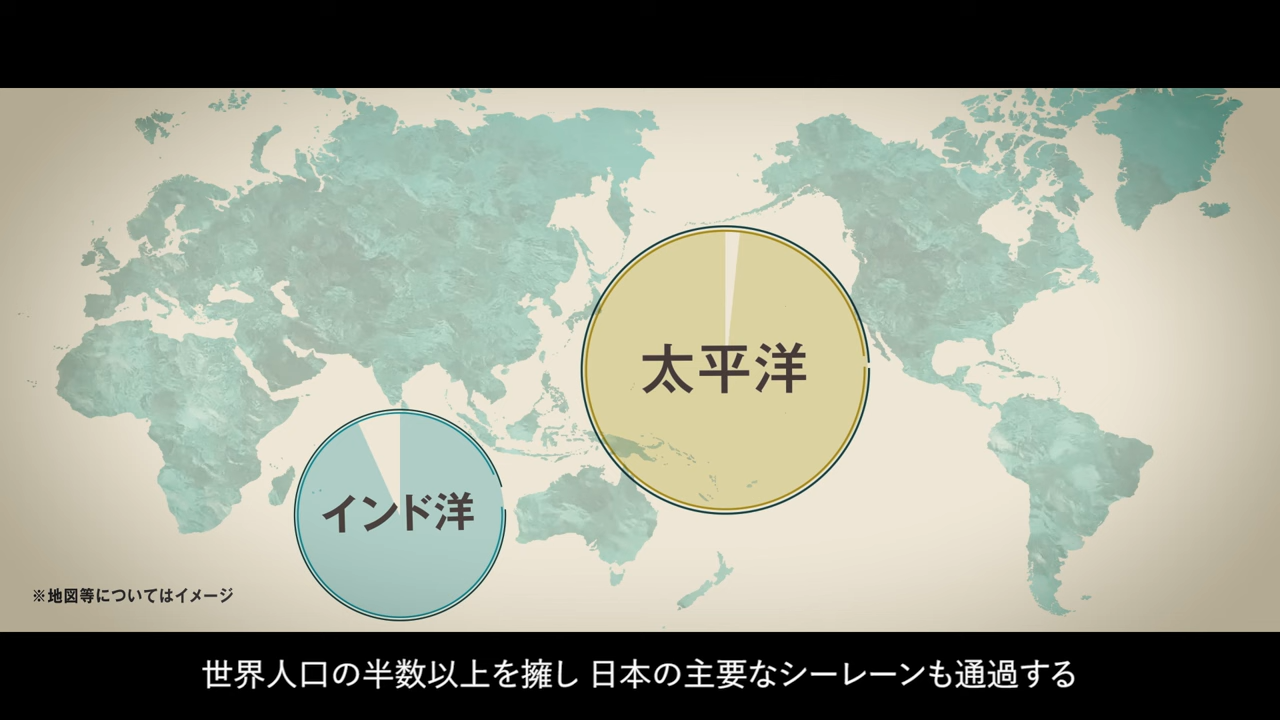 太平洋
インド洋
※地図等についてはイメージ
世界人口の半数以上を擁し 日本の主要なシーレーンも通過する